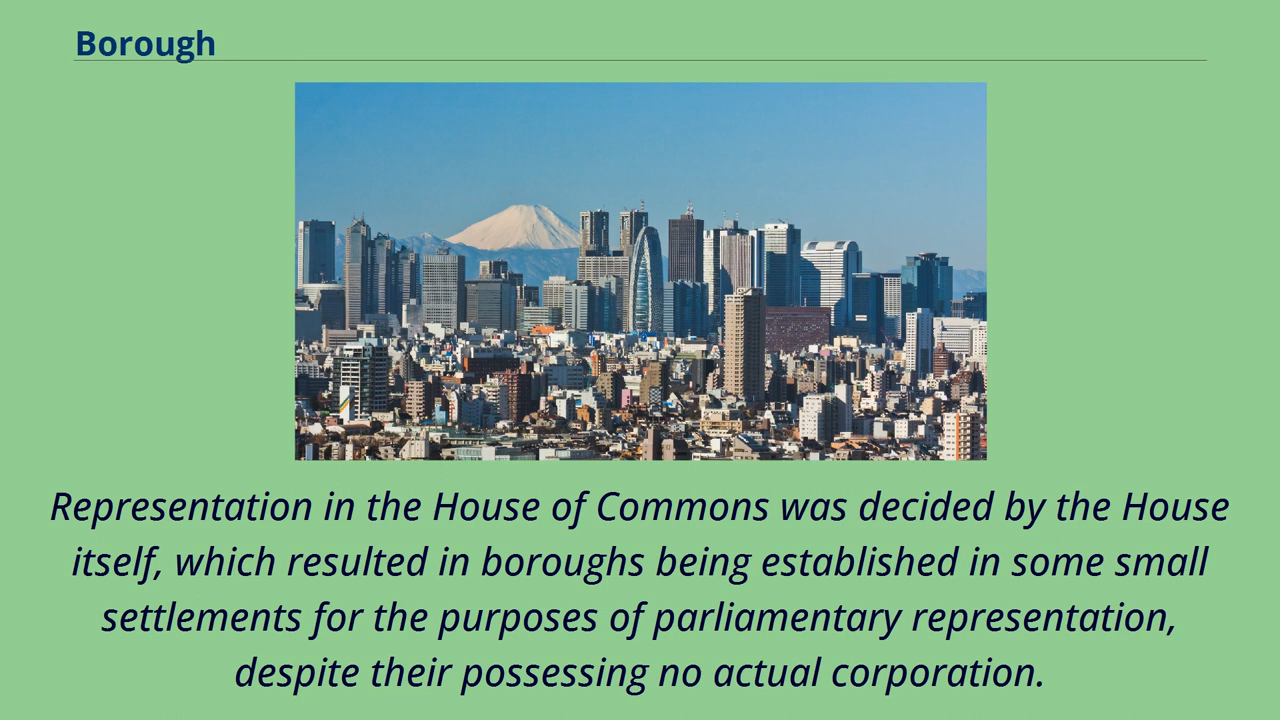 Borough
Representation in the House of Commons was decided by the House
itself, which resulted in boroughs being established in some small
settlements for the purposes of parliamentary representation,
despite their possessing no actual corporation.